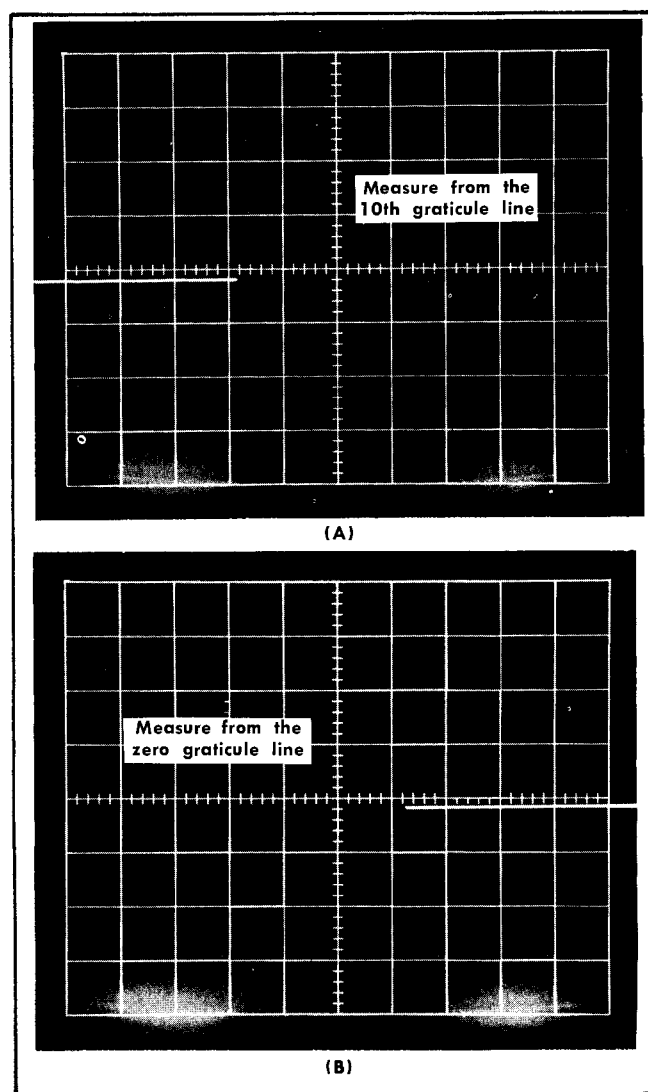 Measure from the
10th graticule line
(A)
Measure from the
zero graticule line
(B)